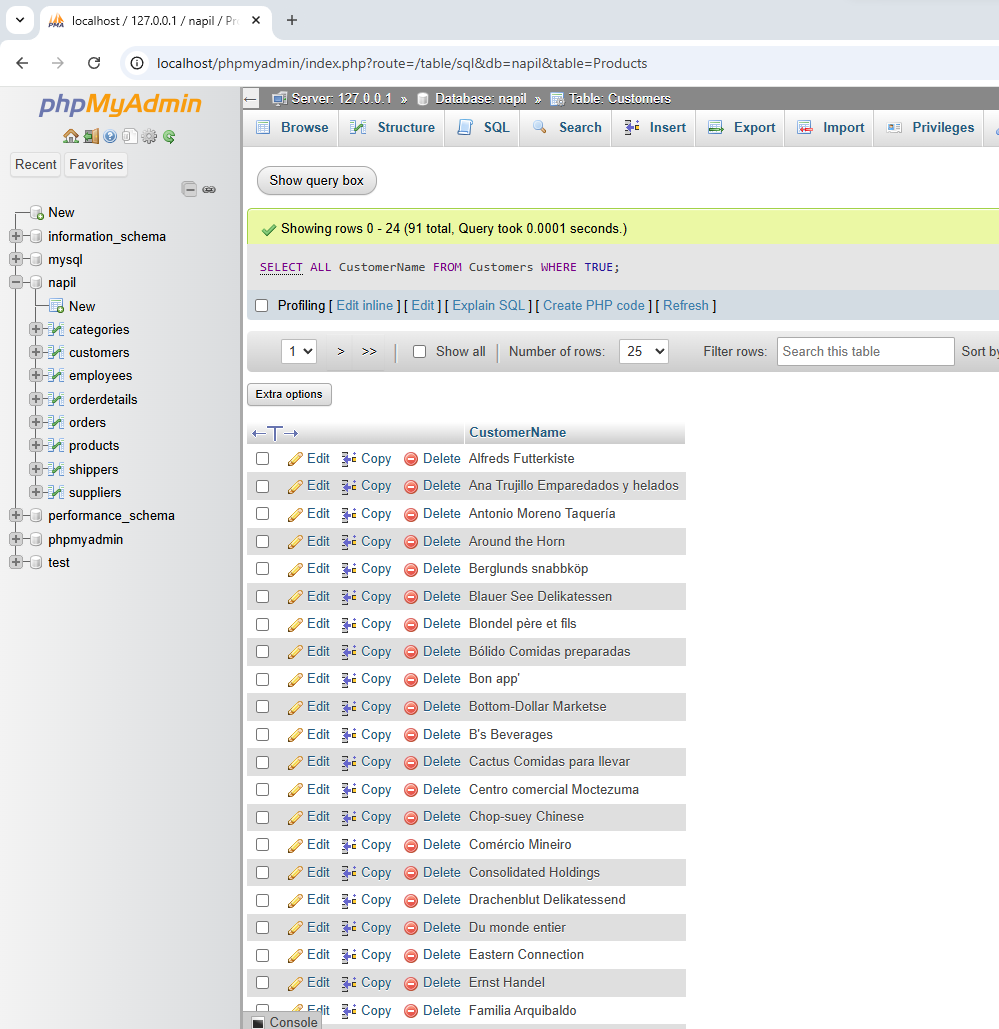 localhost / 127.0.0.1 / napil / Pr
localhost/phpmyadmin/index.php?route=/table/sql&db=napil&table=Products
phpMyAdmin
Recent Favorites
New
information_schema
mysql
napil
New
categories
customers
employees
orderdetails
orders
products
shippers
suppliers
performance_schema
phpmyadmin
test
Server: 127.0.0.1 » Database: napil » Table: Customers
Browse Structure SQL Search Insert Export Import Privileges
Show query box
Showing rows 0 - 24 (91 total, Query took 0.0001 seconds.)
SELECT ALL CustomerName FROM Customers WHERE TRUE;
Profiling [ Edit inline ] [ Edit ] [ Explain SQL ] [ Create PHP code ] [ Refresh ]
1 > >> | Show all | Number of rows: 25 Filter rows: Search this table Sort by
Extra options
←T→ CustomerName
Edit Copy Delete Alfreds Futterkiste
Edit Copy Delete Ana Trujillo Emparedados y helados
Edit Copy Delete Antonio Moreno Taquería
Edit Copy Delete Around the Horn
Edit Copy Delete Berglunds snabbköp
Edit Copy Delete Blauer See Delikatessen
Edit Copy Delete Blondel père et fils
Edit Copy Delete Bólido Comidas preparadas
Edit Copy Delete Bon app'
Edit Copy Delete Bottom-Dollar Marketse
Edit Copy Delete B's Beverages
Edit Copy Delete Cactus Comidas para llevar
Edit Copy Delete Centro comercial Moctezuma
Edit Copy Delete Chop-suey Chinese
Edit Copy Delete Comércio Mineiro
Edit Copy Delete Consolidated Holdings
Edit Copy Delete Drachenblut Delikatessend
Edit Copy Delete Du monde entier
Edit Copy Delete Eastern Connection
Edit Copy Delete Ernst Handel
Edit Copy Delete Familia Arquibaldo
Console